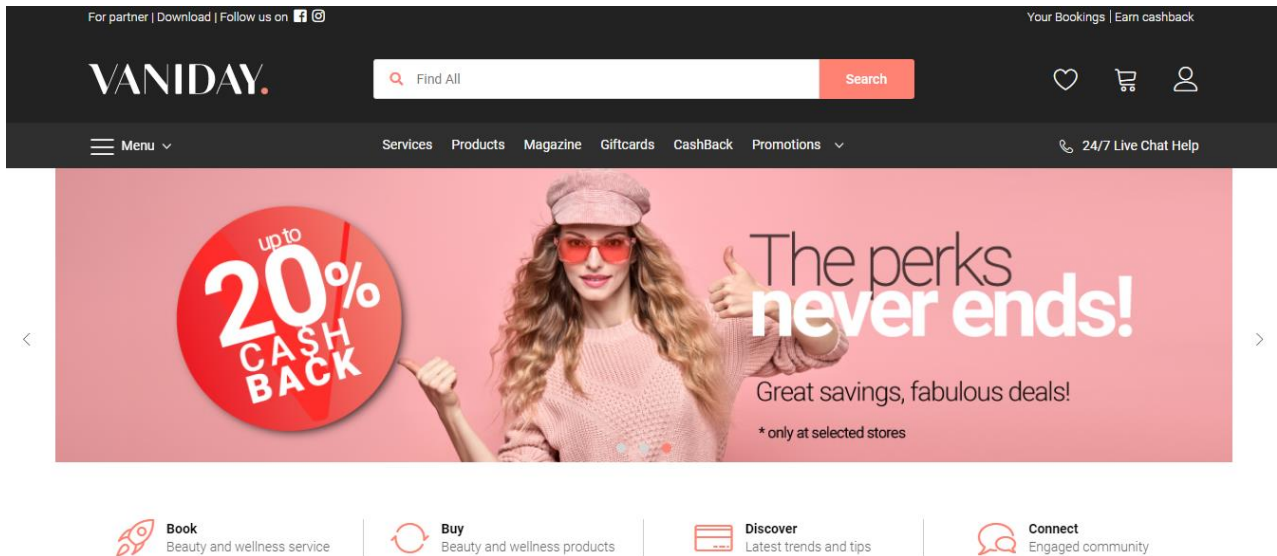 For partner | Download | Follow us on
Your Bookings | Earn cashback
VANIDAY.
Find All
Search
Menu
Services Products Magazine Giftcards CashBack Promotions
24/7 Live Chat Help
up to
20%
CA$H
BACK
The perks
never ends!
Great savings, fabulous deals!
* only at selected stores
Book
Beauty and wellness service
Buy
Beauty and wellness products
Discover
Latest trends and tips
Connect
Engaged community